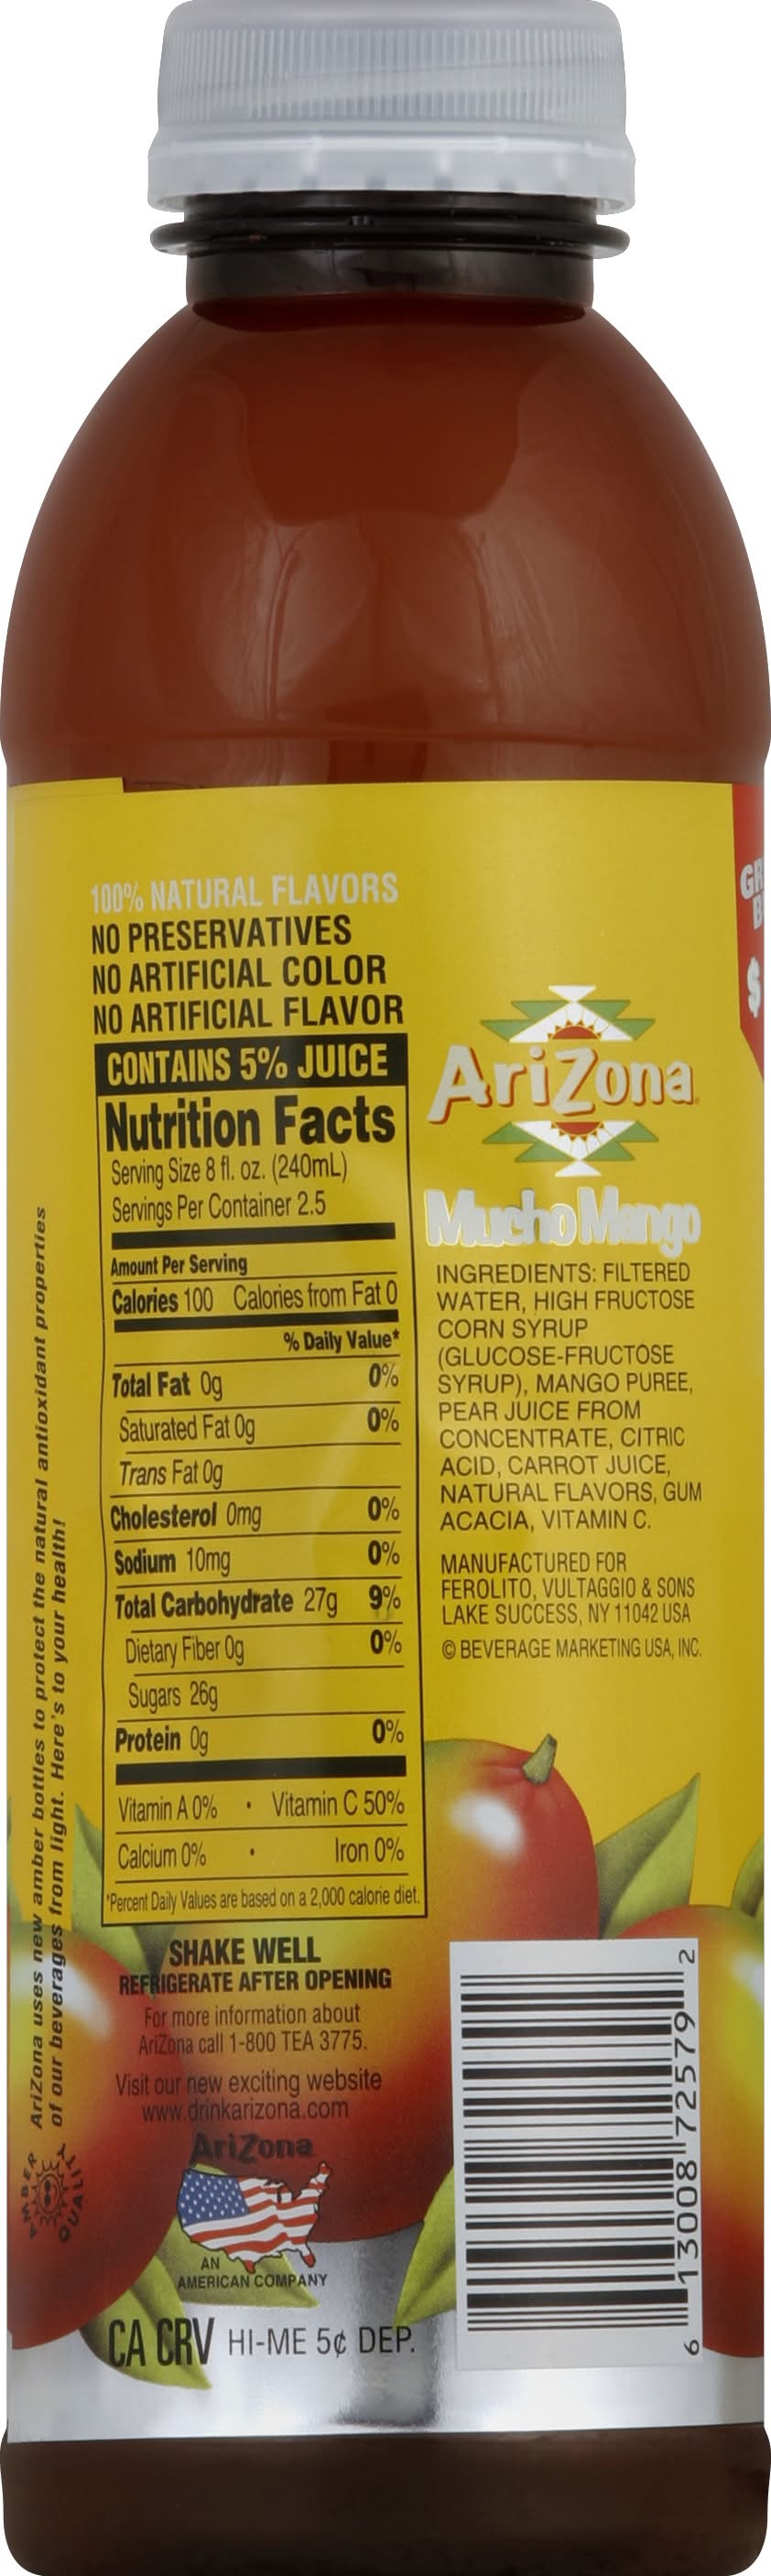 100% NATURAL FLAVORS
NO PRESERVATIVES
NO ARTIFICIAL COLOR
NO ARTIFICIAL FLAVOR
CONTAINS 5% JUICE
Nutrition Facts
Serving Size 8 fl. oz. (240mL)
Servings Per Container 2.5
Amount Per Serving
Calories 100 Calories from Fat 0
% Daily Value*
Total Fat 0g 0%
Saturated Fat 0g 0%
Trans Fat 0g
Cholesterol 0mg 0%
Sodium 10mg 0%
Total Carbohydrate 27g 9%
Dietary Fiber 0g 0%
Sugars 26g
Protein 0g 0%
Vitamin A 0% • Vitamin C 50%
Calcium 0% • Iron 0%
*Percent Daily Values are based on a 2,000 calorie diet.
SHAKE WELL
REFRIGERATE AFTER OPENING
For more information about
AriZona call 1-800 TEA 3775.
Visit our new exciting website
www.drinkarizona.com
AriZona
AN
AMERICAN COMPANY
CA CRV HI-ME 5¢ DEP.
AriZona
Mucho Mango
INGREDIENTS: FILTERED
WATER, HIGH FRUCTOSE
CORN SYRUP
(GLUCOSE-FRUCTOSE
SYRUP), MANGO PUREE,
PEAR JUICE FROM
CONCENTRATE, CITRIC
ACID, CARROT JUICE,
NATURAL FLAVORS, GUM
ACACIA, VITAMIN C.
MANUFACTURED FOR
FEROLITO, VULTAGGIO & SONS
LAKE SUCCESS, NY 11042 USA
© BEVERAGE MARKETING USA, INC.
6 13008 72579 2
AriZona uses new amber bottles to protect the natural antioxidant properties
of our beverages from light. Here's to your health!
AMBER
QUALITY
$